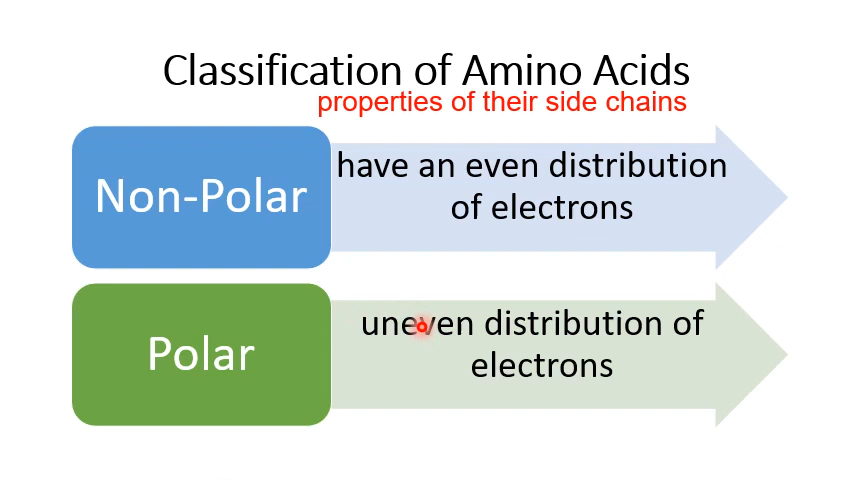 Classification of Amino Acids
properties of their side chains
Non-Polar
have an even distribution
of electrons
Polar
uneven distribution of
electrons